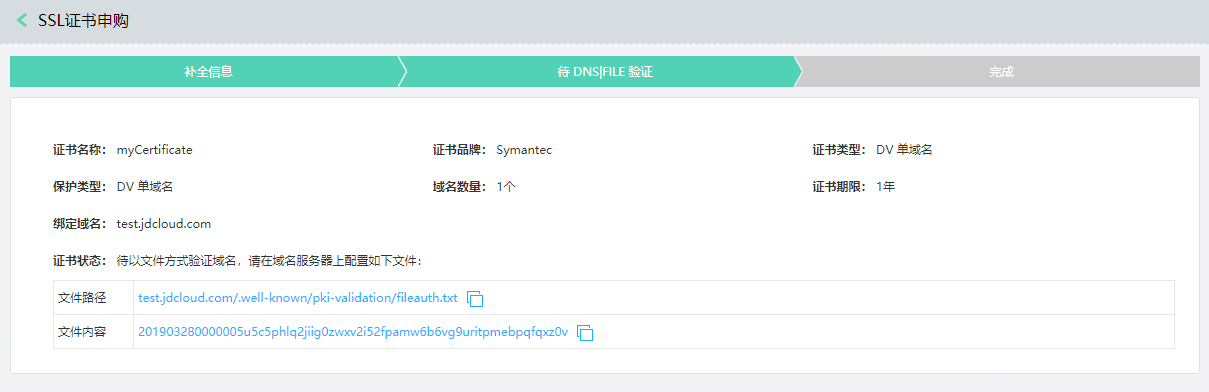 SSL证书申购
补全信息 待 DNS|FILE 验证 完成
证书名称： myCertificate 证书品牌： Symantec 证书类型： DV 单域名
保护类型： DV 单域名 域名数量： 1个 证书期限： 1年
绑定域名： test.jdcloud.com
证书状态： 待以文件方式验证域名，请在域名服务器上配置如下文件：
文件路径 test.jdcloud.com/.well-known/pki-validation/fileauth.txt
文件内容 201903280000005u5c5phlq2jiig0zwxv2i52fpamw6b6vg9uritpmebpqfqxz0v